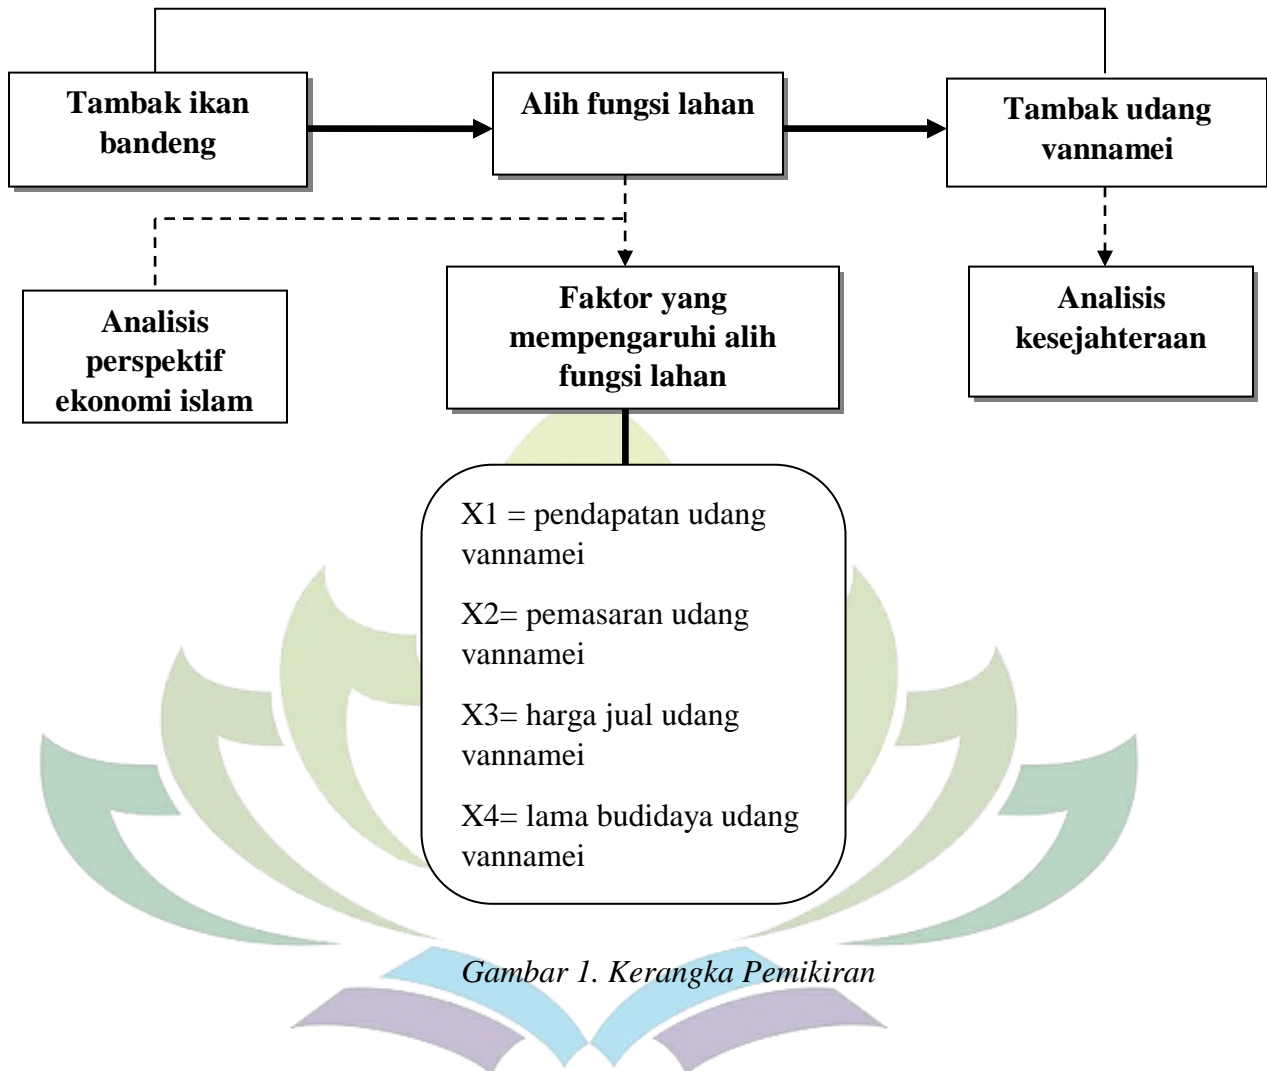 Tambak ikan
bandeng
Alih fungsi lahan
Tambak udang
vannamei
Analisis
perspektif
ekonomi islam
Faktor yang
mempengaruhi alih
fungsi lahan
Analisis
kesejahteraan
X1 = pendapatan udang
vannamei
X2= pemasaran udang
vannamei
X3= harga jual udang
vannamei
X4= lama budidaya udang
vannamei
Gambar 1. Kerangka Pemikiran